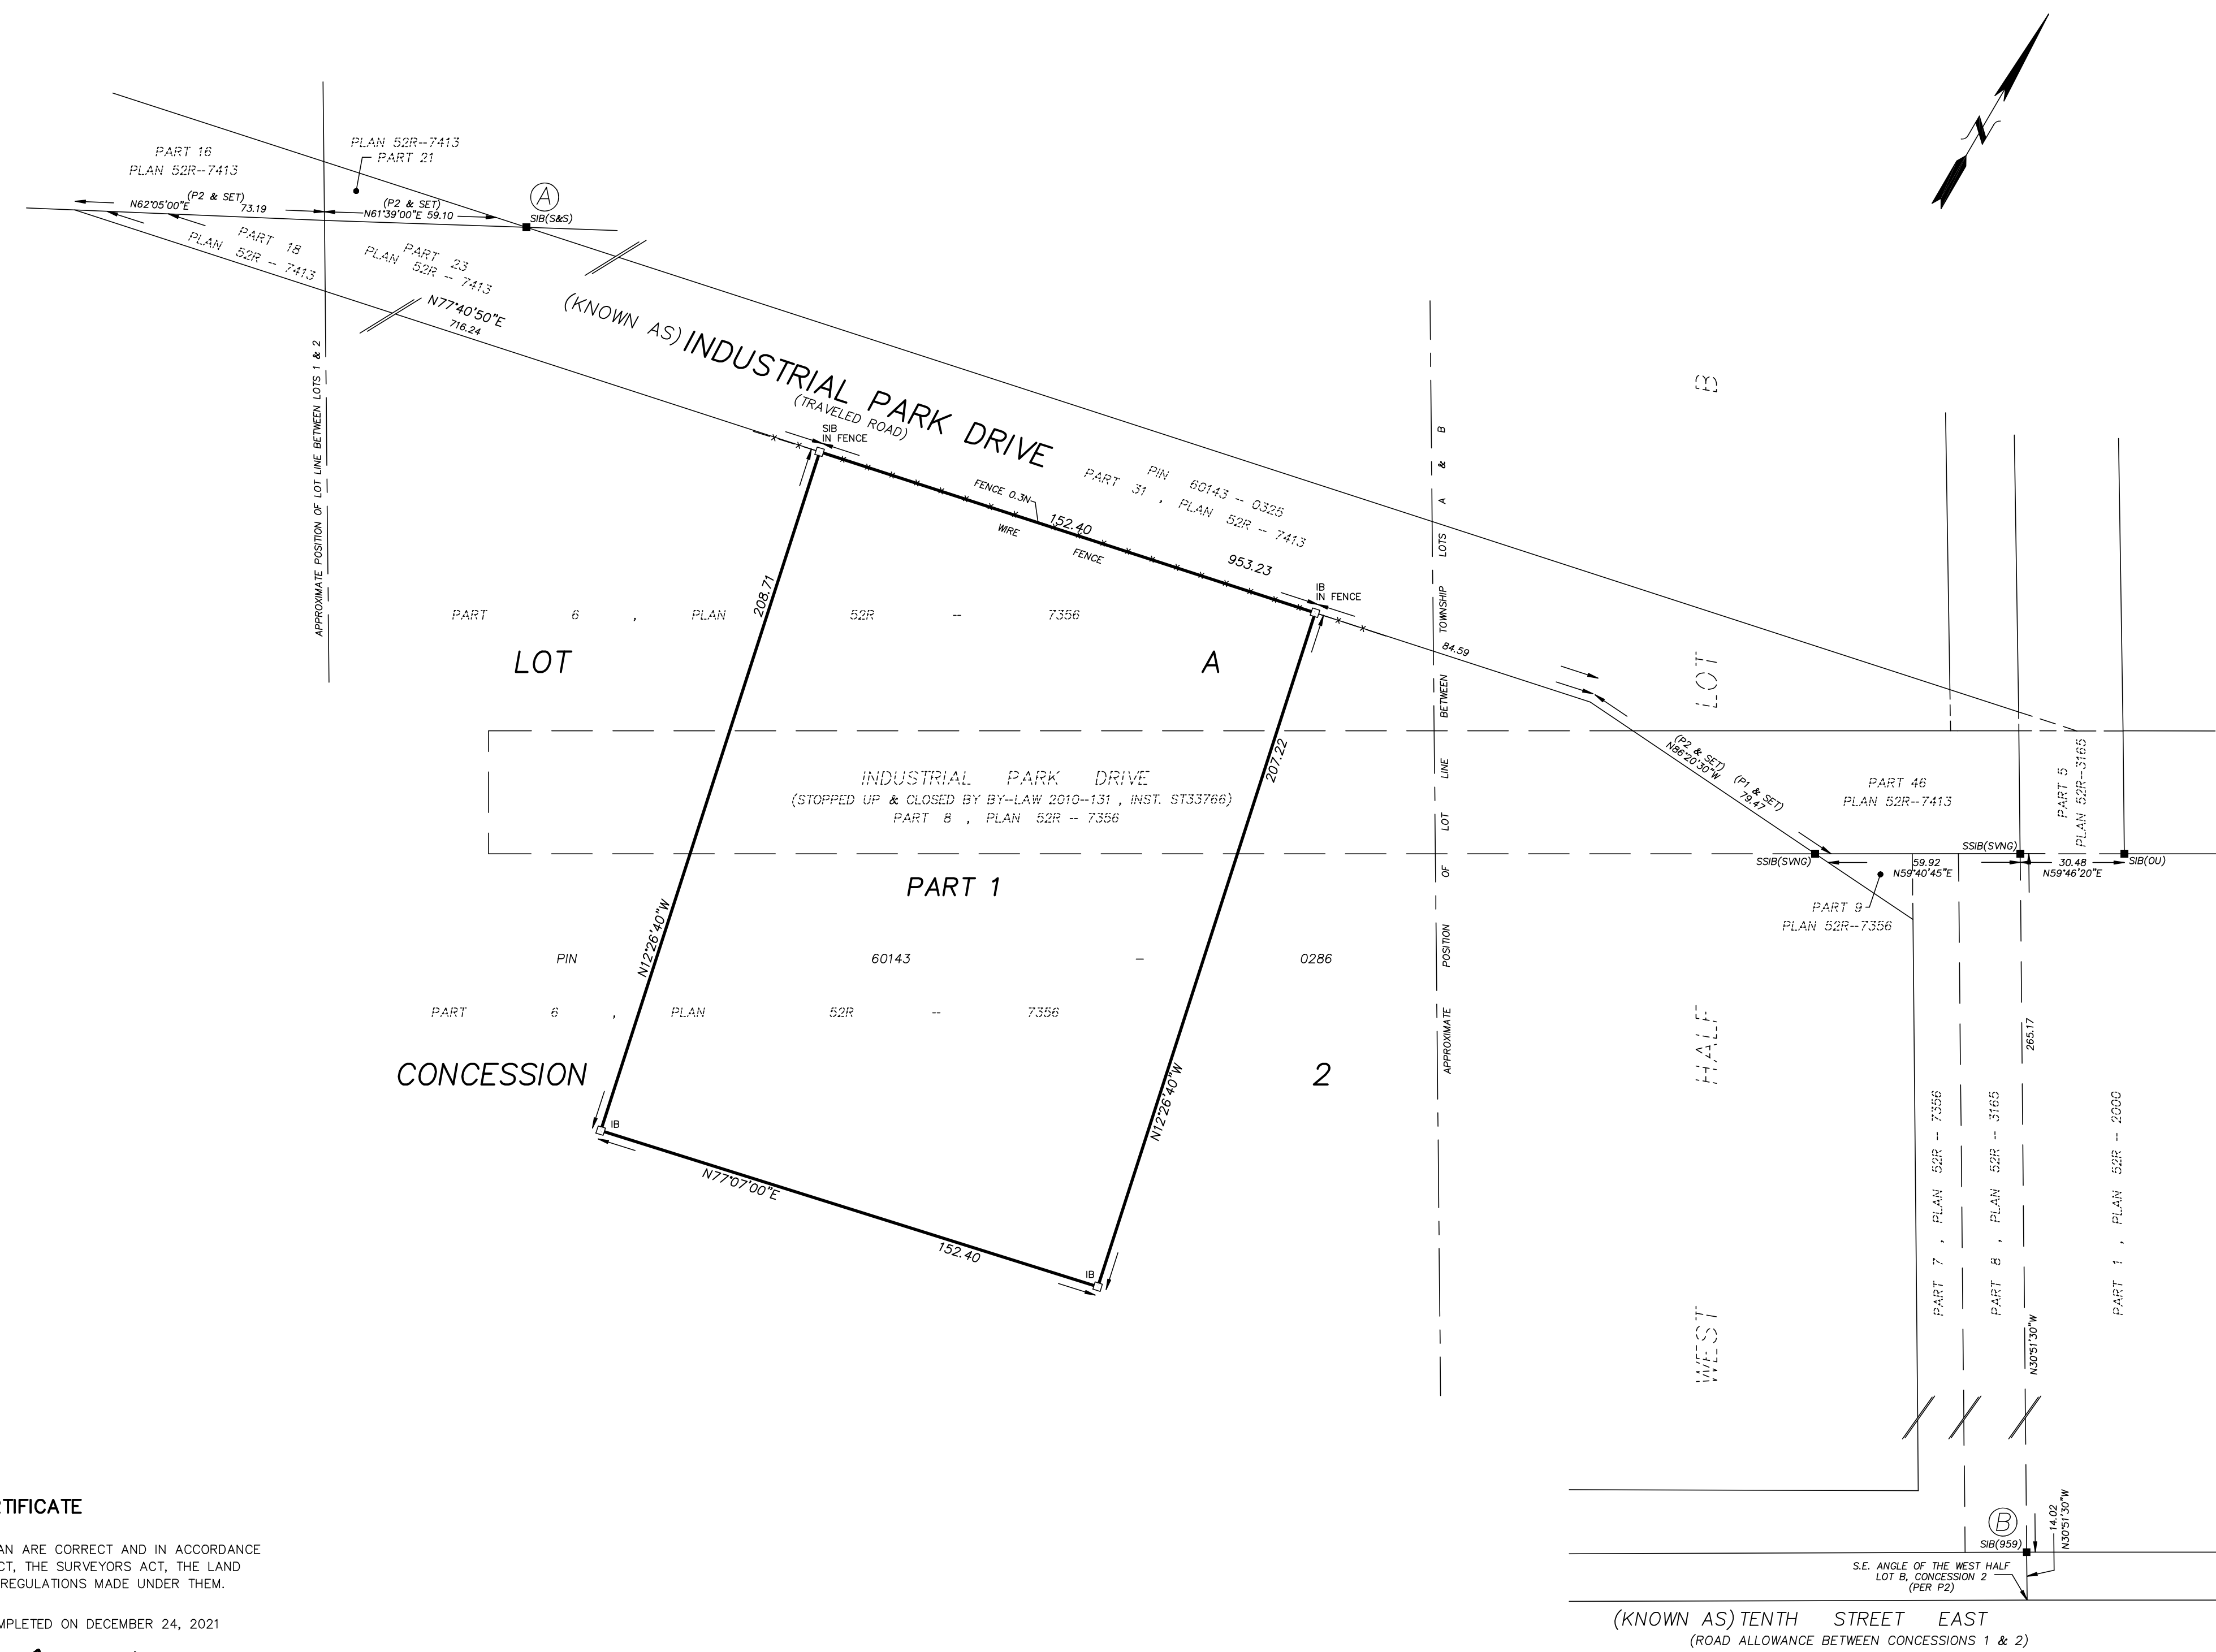 N
PLAN 52R--7413
PART 21
PART 16
PLAN 52R--7413
(P2 & SET)
N62°05'00"E 73.19
(P2 & SET)
N61°39'00"E 59.10
A
SIB(S&S)
PART 18
PLAN 52R -- 7413
PART 23
PLAN 52R -- 7413
N77°40'50"E
716.24
(KNOWN AS) INDUSTRIAL PARK DRIVE
(TRAVELED ROAD)
APPROXIMATE POSITION OF LOT LINE BETWEEN LOTS 1 & 2
SIB
IN FENCE
FENCE 0.3N
152.40
WIRE FENCE
PIN 60143 -- 0325
PART 31 , PLAN 52R -- 7413
953.23
IB
IN FENCE
84.59
208.71
PART 6 , PLAN 52R -- 7356
LOT A
207.22
INDUSTRIAL PARK DRIVE
(STOPPED UP & CLOSED BY BY--LAW 2010--131 , INST. ST33766)
PART 8 , PLAN 52R -- 7356
PART 1
N12°26'40"W
PIN 60143 - 0286
PART 6 , PLAN 52R -- 7356
CONCESSION 2
N12°26'40"W
IB
N77°07'00"E
152.40
IB
APPROXIMATE POSITION OF LOT LINE BETWEEN TOWNSHIP LOTS A & B
WEST HALF LOT B
(P2 & SET)
N86°20'30"W
(P1 & SET)
79.47
PART 46
PLAN 52R--7413
PART 5
PLAN 52R--3165
SSIB(SVNG)
SSIB(SVNG)
59.92
N59°40'45"E
30.48
N59°46'20"E
SIB(OU)
PART 9
PLAN 52R--7356
265.17
N30°51'30"W
PART 7 , PLAN 52R -- 7356
PART 8 , PLAN 52R -- 3165
PART 1 , PLAN 52R -- 2000
B
SIB(959)
14.02
N30°51'30"W
S.E. ANGLE OF THE WEST HALF
LOT B, CONCESSION 2
(PER P2)
(KNOWN AS) TENTH STREET EAST
(ROAD ALLOWANCE BETWEEN CONCESSIONS 1 & 2)
RTIFICATE
AN ARE CORRECT AND IN ACCORDANCE
CT, THE SURVEYORS ACT, THE LAND
REGULATIONS MADE UNDER THEM.
MPLETED ON DECEMBER 24, 2021